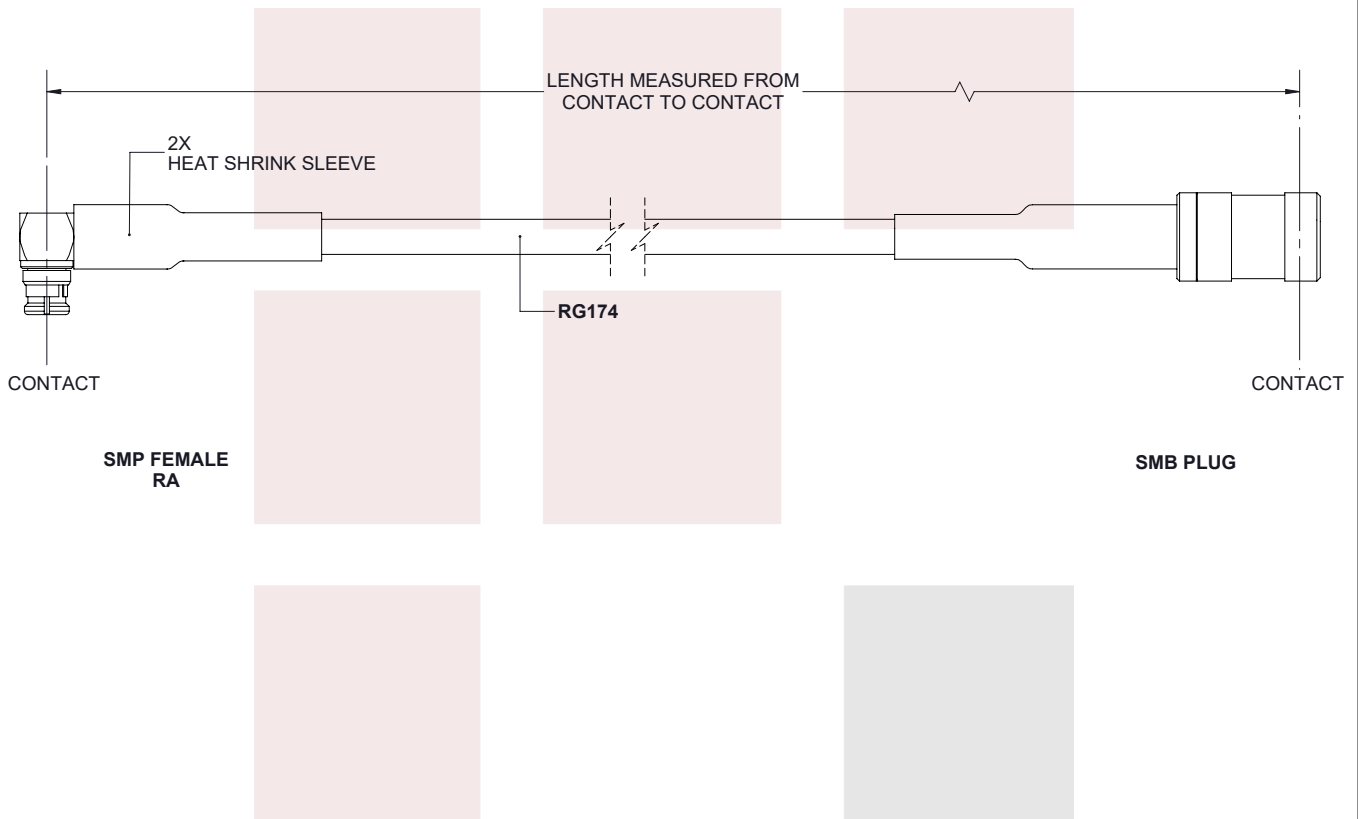 LENGTH MEASURED FROM
CONTACT TO CONTACT
2X
HEAT SHRINK SLEEVE
RG174
CONTACT
CONTACT
SMP FEMALE
RA
SMB PLUG